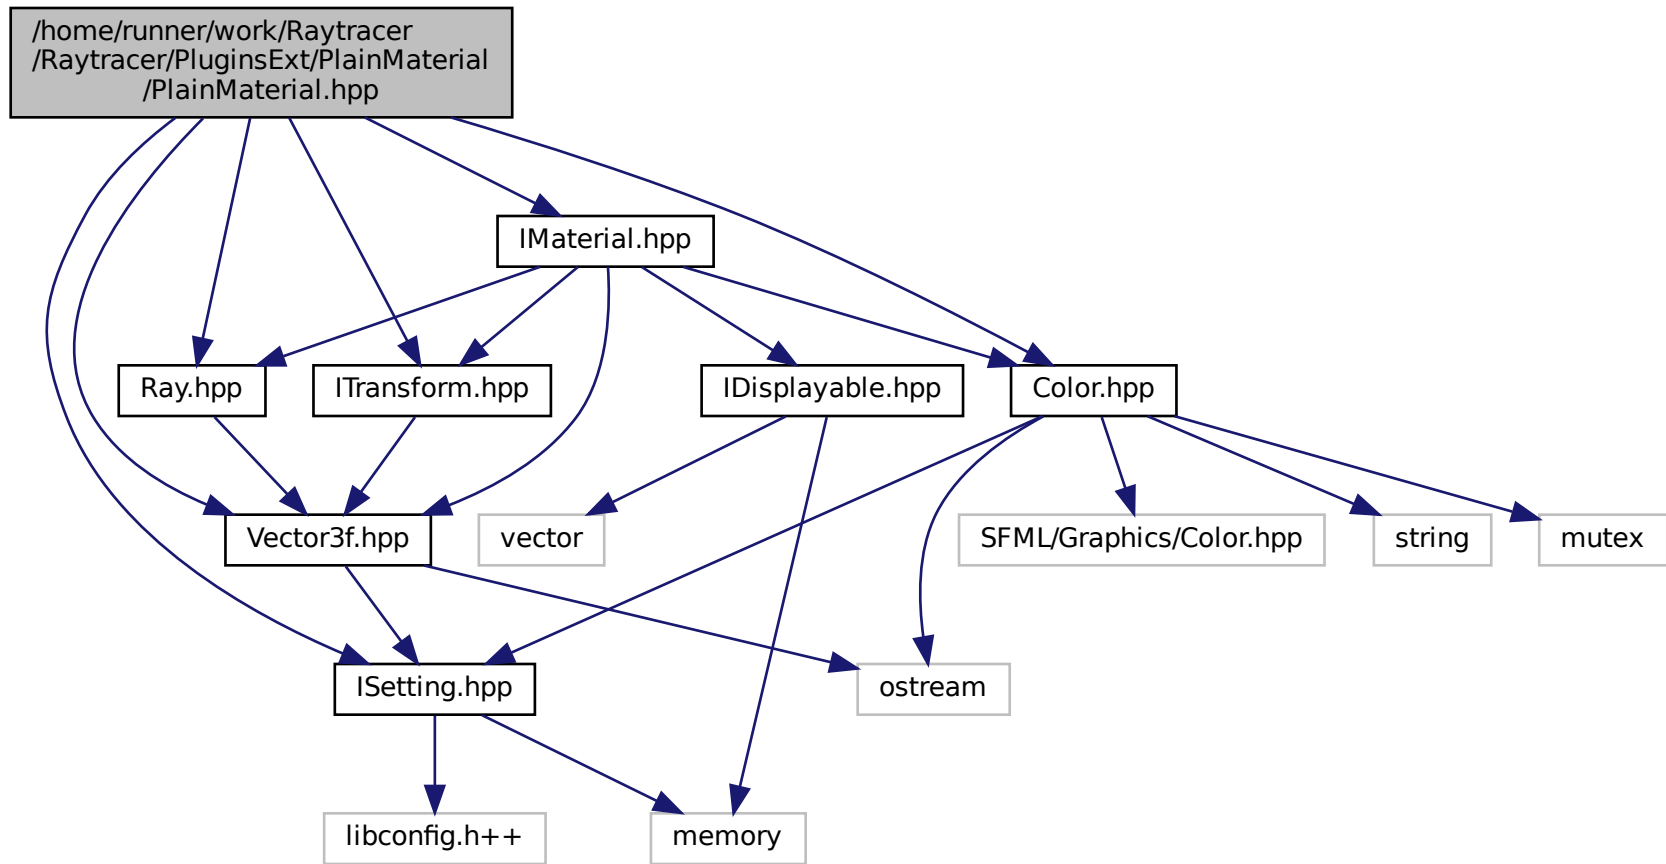 /home/runner/work/Raytracer
/Raytracer/PluginsExt/PlainMaterial
/PlainMaterial.hpp
IMaterial.hpp
Ray.hpp
ITransform.hpp
IDisplayable.hpp
Color.hpp
Vector3f.hpp
vector
SFML/Graphics/Color.hpp
string
mutex
ISetting.hpp
ostream
libconfig.h++
memory